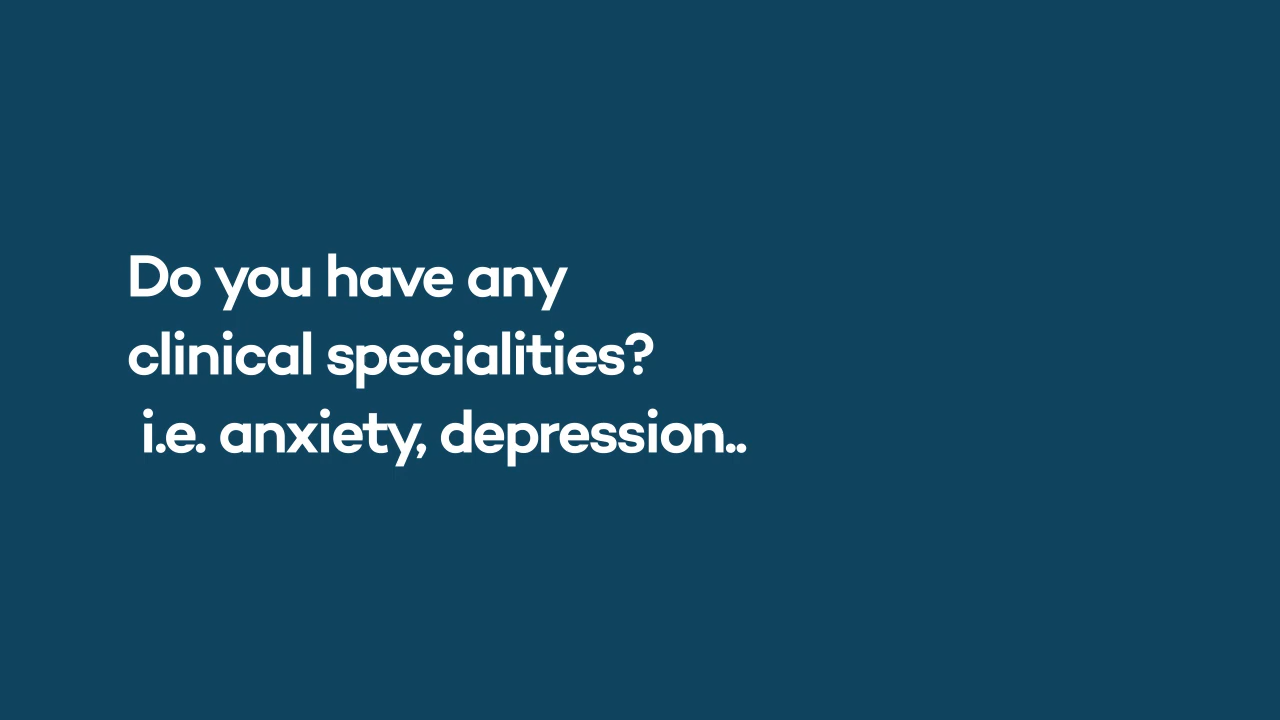 Do you have any
clinical specialities?
i.e. anxiety, depression..